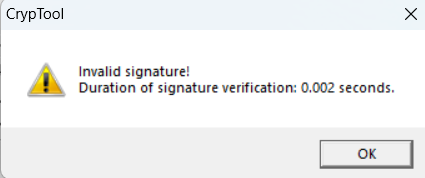 CrypTool
Invalid signature!
Duration of signature verification: 0.002 seconds.
OK